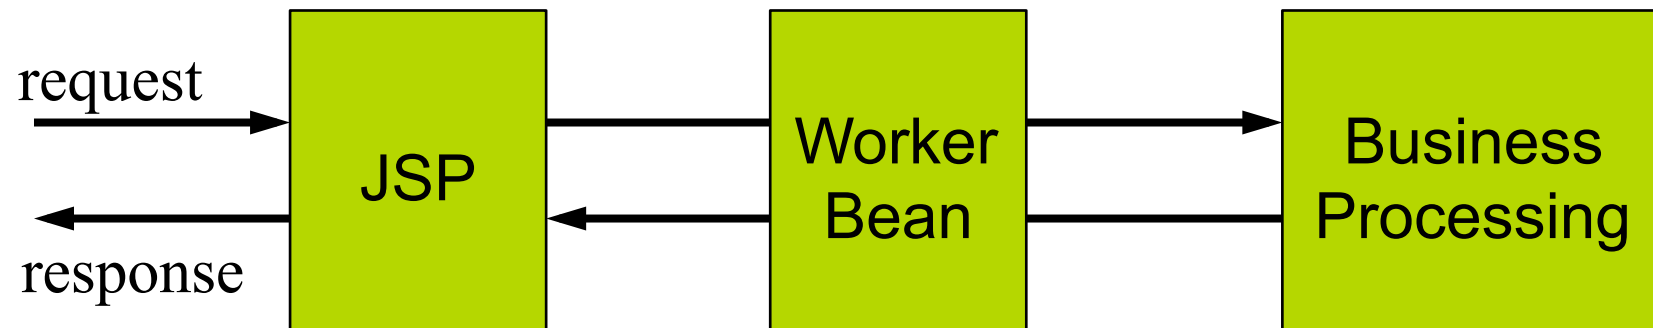 request
response
JSP
Worker
Bean
Business
Processing